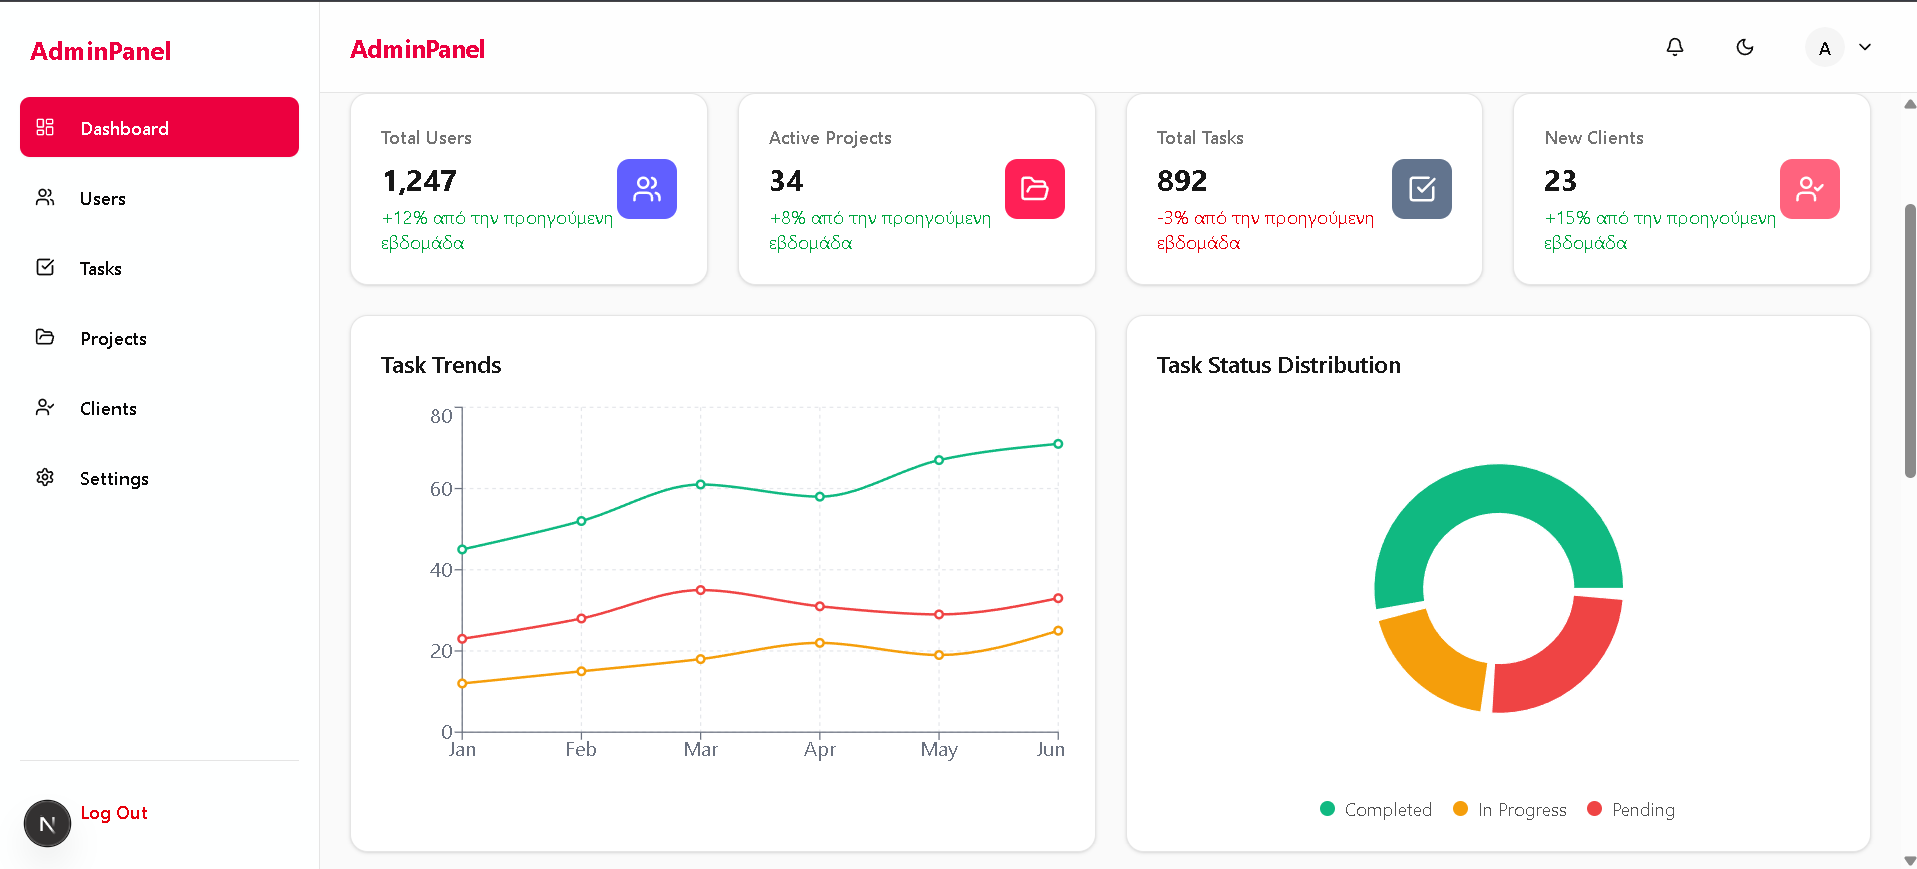 AdminPanel
Dashboard
Users
Tasks
Projects
Clients
Settings
N
Log Out
AdminPanel
A
Total Users
1,247
+12% από την προηγούμενη
εβδομάδα
Active Projects
34
+8% από την προηγούμενη
εβδομάδα
Total Tasks
892
-3% από την προηγούμενη
εβδομάδα
New Clients
23
+15% από την προηγούμενη
εβδομάδα
Task Trends
80
60
40
20
0
Jan Feb Mar Apr May Jun
Task Status Distribution
Completed In Progress Pending